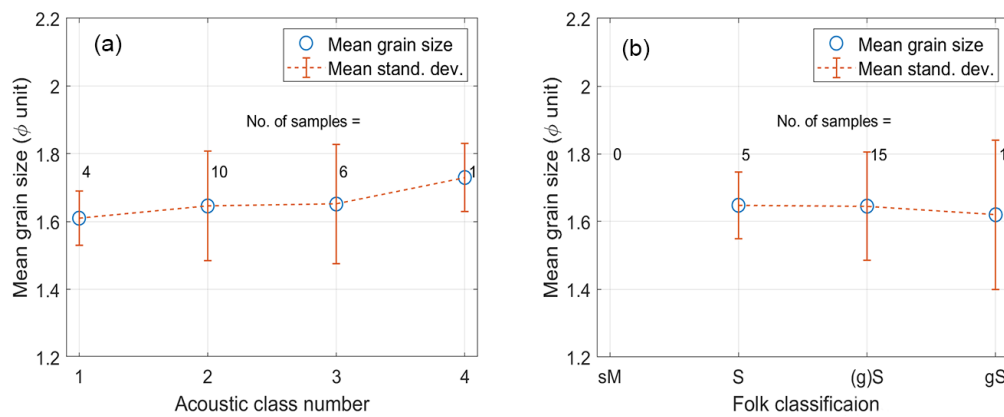 (a)
Mean grain size
Mean stand. dev.
No. of samples =
4
10
6
1
2.2
2
1.8
1.6
1.4
1.2
Mean grain size (ϕ unit)
1
2
3
4
Acoustic class number
(b)
Mean grain size
Mean stand. dev.
No. of samples =
0
5
15
1
2.2
2
1.8
1.6
1.4
1.2
Mean grain size (ϕ unit)
sM
S
(g)S
gS
Folk classificaion